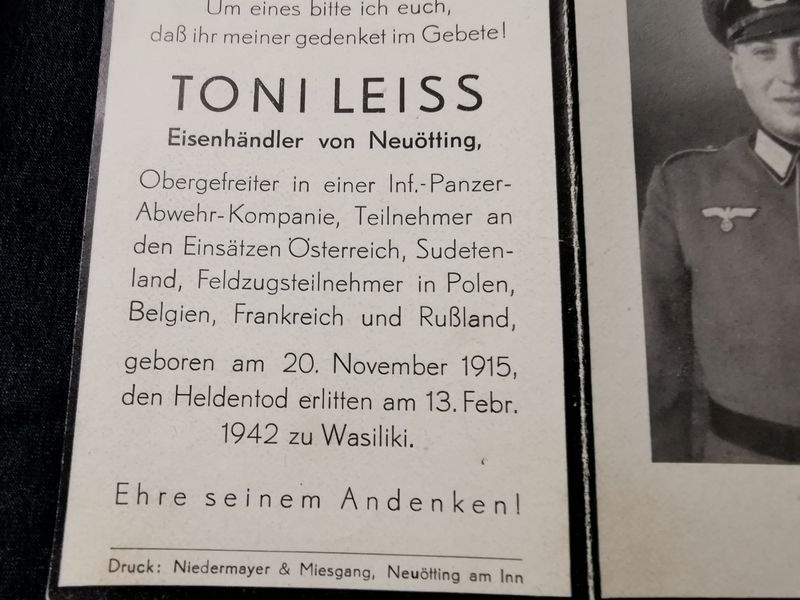 Um eines bitte ich euch,
daß ihr meiner gedenket im Gebete!
TONI LEISS
Eisenhändler von Neuötting,
Obergefreiter in einer Inf.-Panzer-
Abwehr-Kompanie, Teilnehmer an
den Einsätzen Österreich, Sudeten-
land, Feldzugsteilnehmer in Polen,
Belgien, Frankreich und Rußland,
geboren am 20. November 1915,
den Heldentod erlitten am 13. Febr.
1942 zu Wasiliki.
Ehre seinem Andenken!
Druck: Niedermayer & Miesgang, Neuötting am Inn